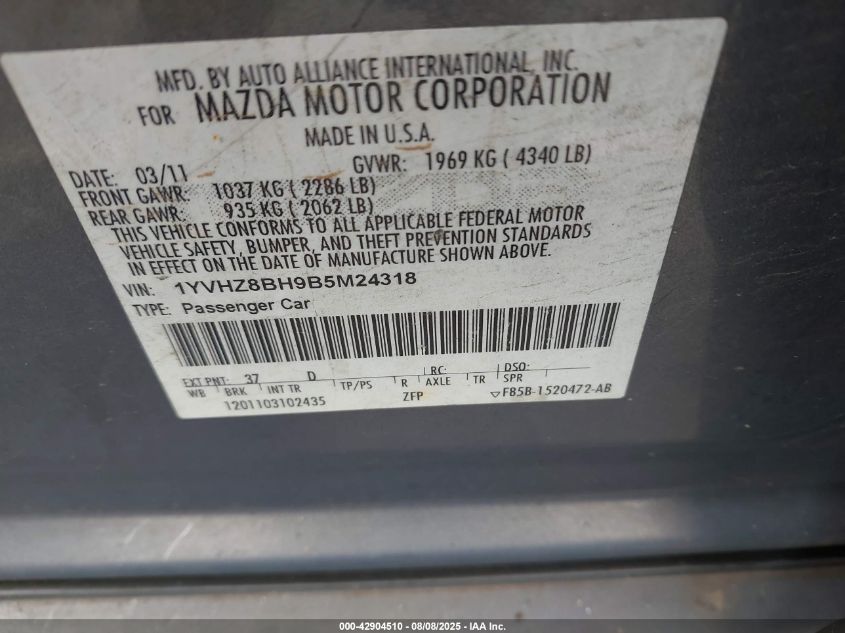 MFD. BY AUTO ALLIANCE INTERNATIONAL, INC.
FOR MAZDA MOTOR CORPORATION
MADE IN U.S.A.
DATE: 03/11 GVWR: 1969 KG ( 4340 LB)
FRONT GAWR: 1037 KG ( 2286 LB)
REAR GAWR: 935 KG ( 2062 LB)
THIS VEHICLE CONFORMS TO ALL APPLICABLE FEDERAL MOTOR
VEHICLE SAFETY, BUMPER, AND THEFT PREVENTION STANDARDS
IN EFFECT ON THE DATE OF MANUFACTURE SHOWN ABOVE.
VIN: 1YVHZ8BH9B5M24318
TYPE: Passenger Car
EXT PNT: 37 D RC: DSO:
WB BRK INT TR TP/PS R AXLE TR SPR
1201103102435 ZFP ▽F85B-1520472-AB
000-42904510 - 08/08/2025 - IAA Inc.